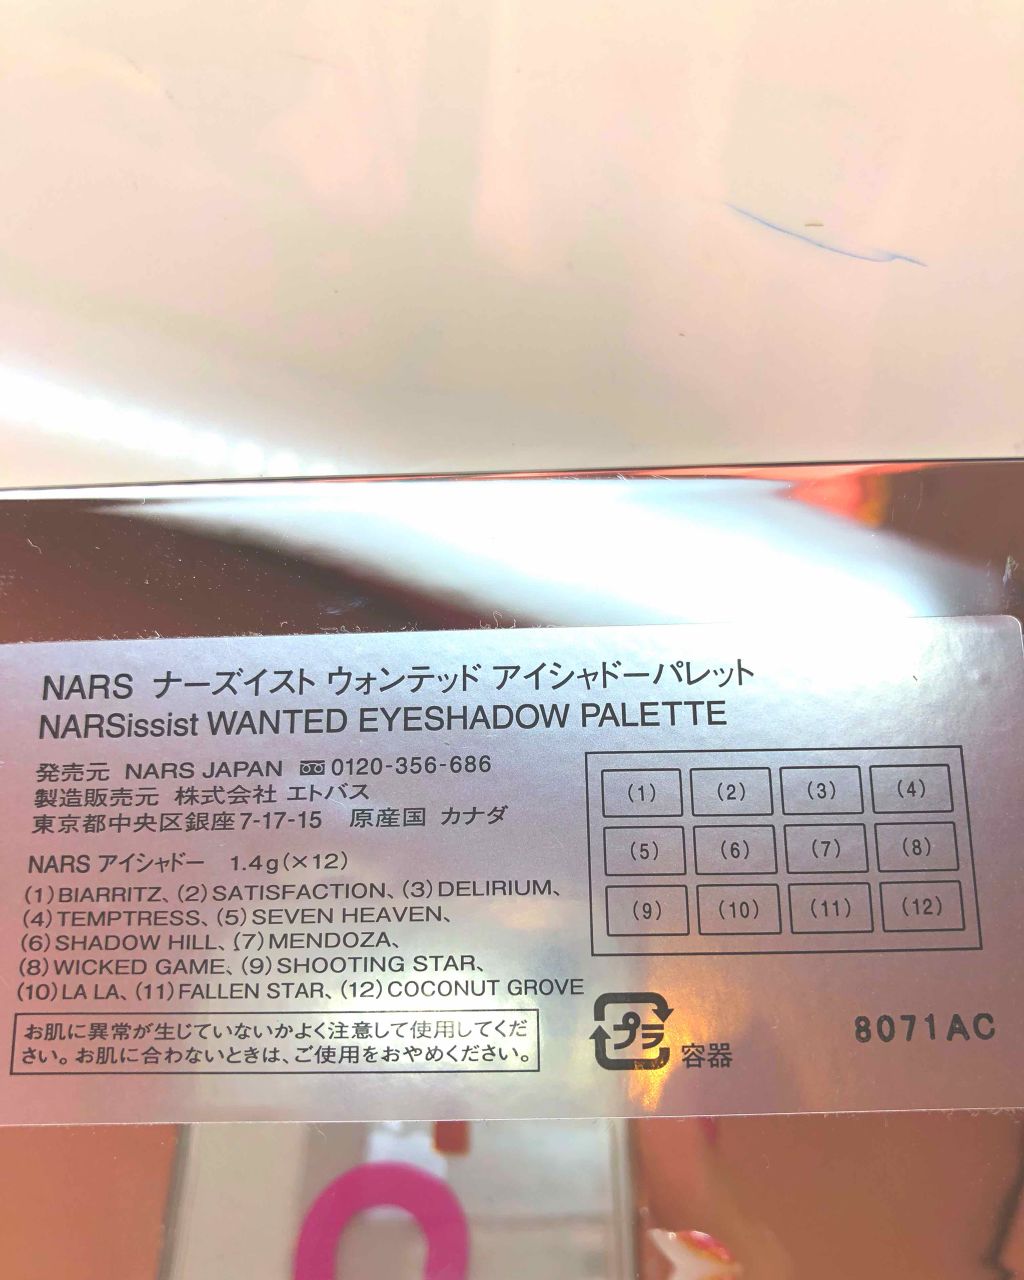 NARS ナーズイスト ウォンテッド アイシャドーパレット
NARSissist WANTED EYESHADOW PALETTE
発売元 NARS JAPAN 0120-356-686
製造販売元 株式会社 エトバス
東京都中央区銀座7-17-15 原産国 カナダ
NARS アイシャドー 1.4g(×12)
(1)BIARRITZ、(2)SATISFACTION、(3)DELIRIUM、
(4)TEMPTRESS、(5)SEVEN HEAVEN、
(6)SHADOW HILL、(7)MENDOZA、
(8)WICKED GAME、(9)SHOOTING STAR、
(10)LA LA、(11)FALLEN STAR、(12)COCONUT GROVE
お肌に異常が生じていないかよく注意して使用してくだ
さい。お肌に合わないときは、ご使用をおやめください。
(1) (2) (3) (4)
(5) (6) (7) (8)
(9) (10) (11) (12)
プラ 容器
8071AC